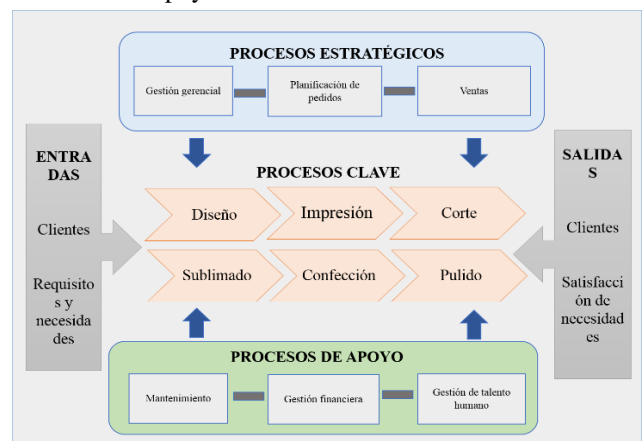 PROCESOS ESTRATÉGICOS
Gestión gerencial
Planificación de
pedidos
Ventas
ENTRA
DAS
Clientes
Requisito
s y
necesida
des
PROCESOS CLAVE
Diseño
Impresión
Corte
Sublimado
Confección
Pulido
SALIDA
S
Clientes
Satisfacci
ón de
necesidad
es
PROCESOS DE APOYO
Mantenimiento
Gestión financiera
Gestión de talento
humano